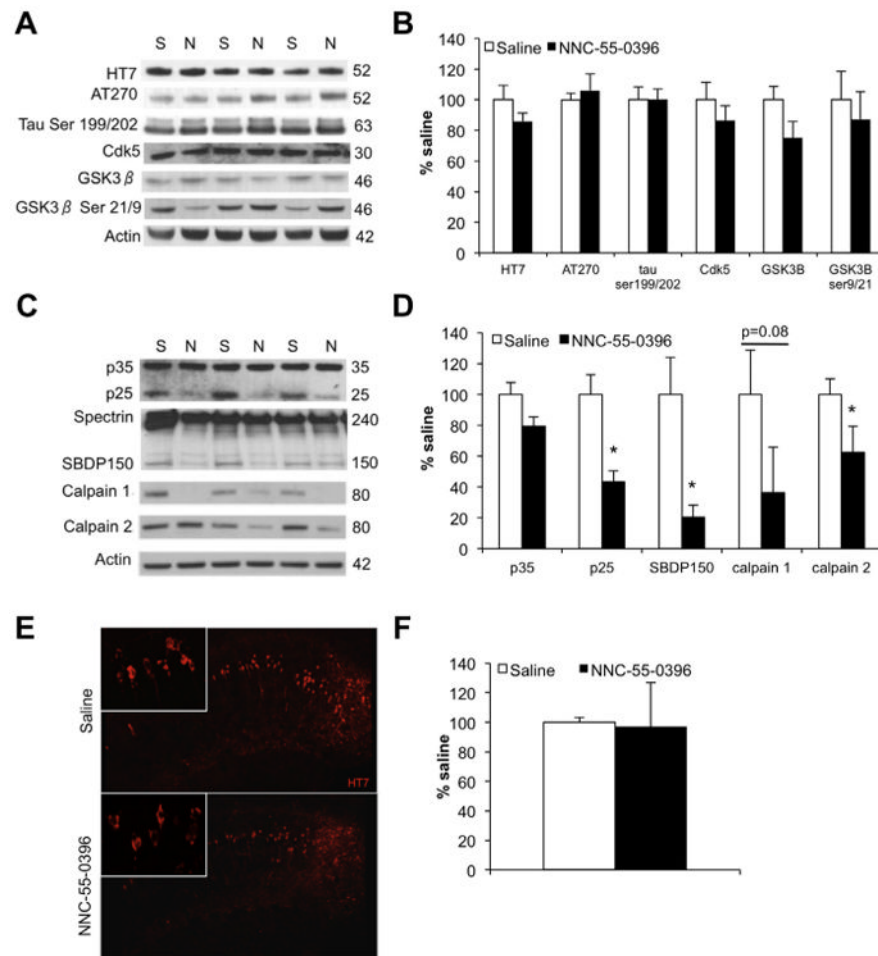 A
S N S N S N
HT7 52
AT270 52
Tau Ser 199/202 63
Cdk5 30
GSK3β 46
GSK3β Ser 21/9 46
Actin 42
B
Saline NNC-55-0396
% saline
140
120
100
80
60
40
20
0
HT7 AT270 tau Cdk5 GSK3B GSK3B
ser199/202 ser9/21
C
S N S N S N
p35 35
p25 25
Spectrin 240
SBDP150 150
Calpain 1 80
Calpain 2 80
Actin 42
D
Saline NNC-55-0396
p=0.08
% saline
140
120
100
80
60
40
20
0
* * *
p35 p25 SBDP150 calpain 1 calpain 2
E
Saline
HT7
NNC-55-0396
F
Saline NNC-55-0396
% saline
140
120
100
80
60
40
20
0